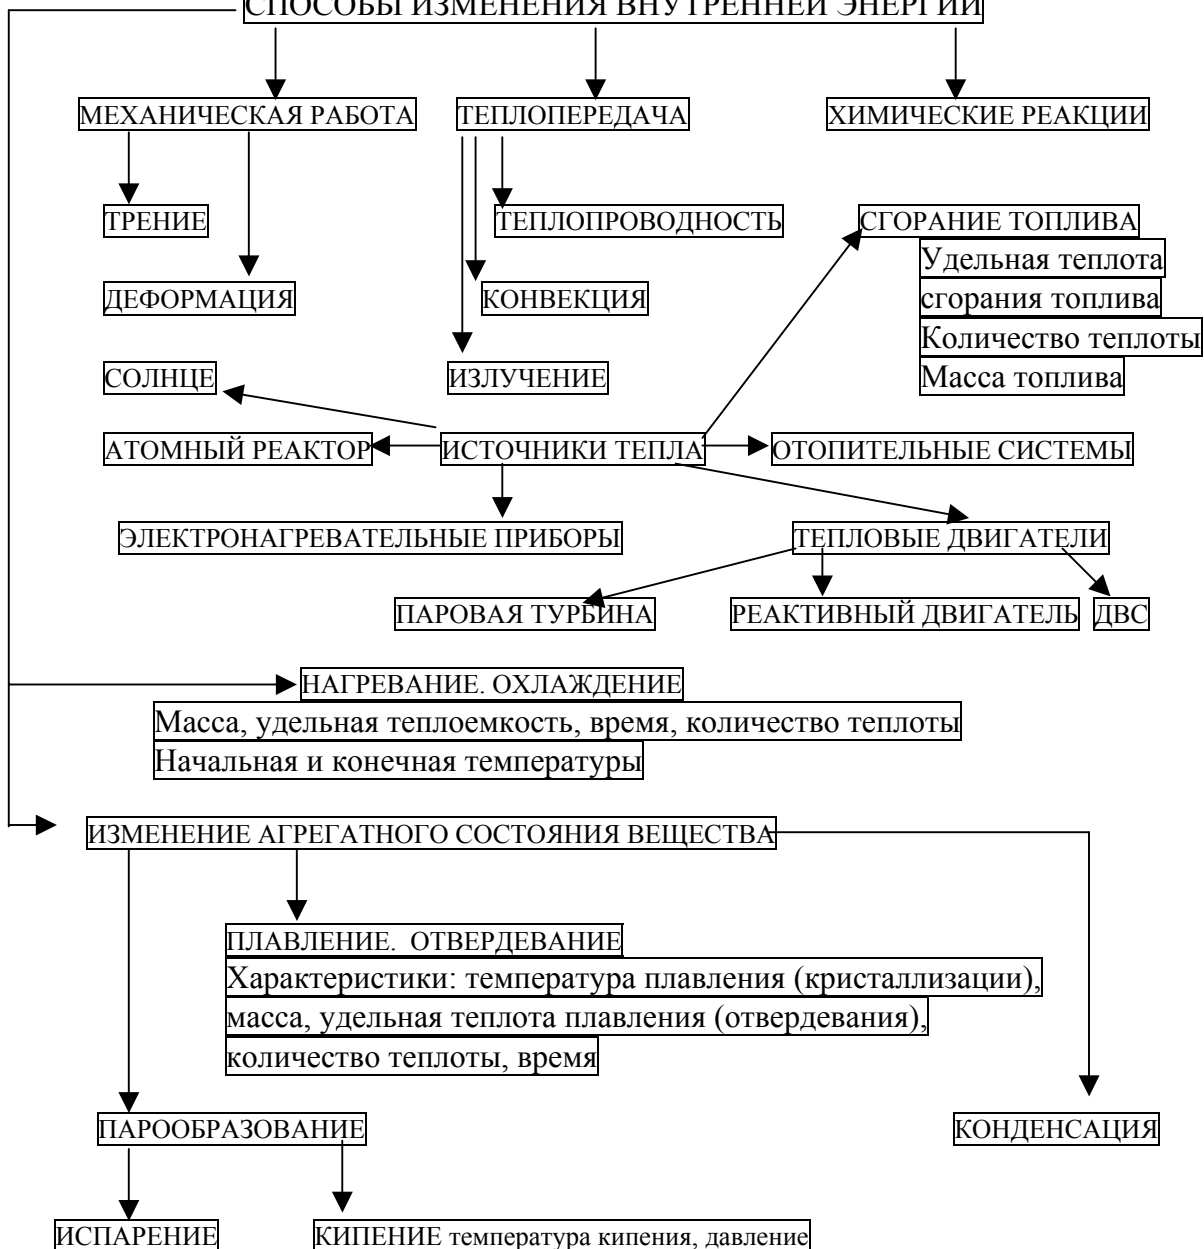 СПОСОБЫ ИЗМЕНЕНИЯ ВНУТРЕННЕЙ ЭНЕРГИИ
МЕХАНИЧЕСКАЯ РАБОТА
ТЕПЛОПЕРЕДАЧА
ХИМИЧЕСКИЕ РЕАКЦИИ
ТРЕНИЕ
ТЕПЛОПРОВОДНОСТЬ
СГОРАНИЕ ТОПЛИВА
Удельная теплота
сгорания топлива
Количество теплоты
Масса топлива
ДЕФОРМАЦИЯ
КОНВЕКЦИЯ
СОЛНЦЕ
ИЗЛУЧЕНИЕ
АТОМНЫЙ РЕАКТОР
ИСТОЧНИКИ ТЕПЛА
ОТОПИТЕЛЬНЫЕ СИСТЕМЫ
ЭЛЕКТРОНАГРЕВАТЕЛЬНЫЕ ПРИБОРЫ
ТЕПЛОВЫЕ ДВИГАТЕЛИ
ПАРОВАЯ ТУРБИНА
РЕАКТИВНЫЙ ДВИГАТЕЛЬ
ДВС
НАГРЕВАНИЕ. ОХЛАЖДЕНИЕ
Масса, удельная теплоемкость, время, количество теплоты
Начальная и конечная температуры
ИЗМЕНЕНИЕ АГРЕГАТНОГО СОСТОЯНИЯ ВЕЩЕСТВА
ПЛАВЛЕНИЕ. ОТВЕРДЕВАНИЕ
Характеристики: температура плавления (кристаллизации),
масса, удельная теплота плавления (отвердевания),
количество теплоты, время
ПАРООБРАЗОВАНИЕ
КОНДЕНСАЦИЯ
ИСПАРЕНИЕ
КИПЕНИЕ температура кипения, давление